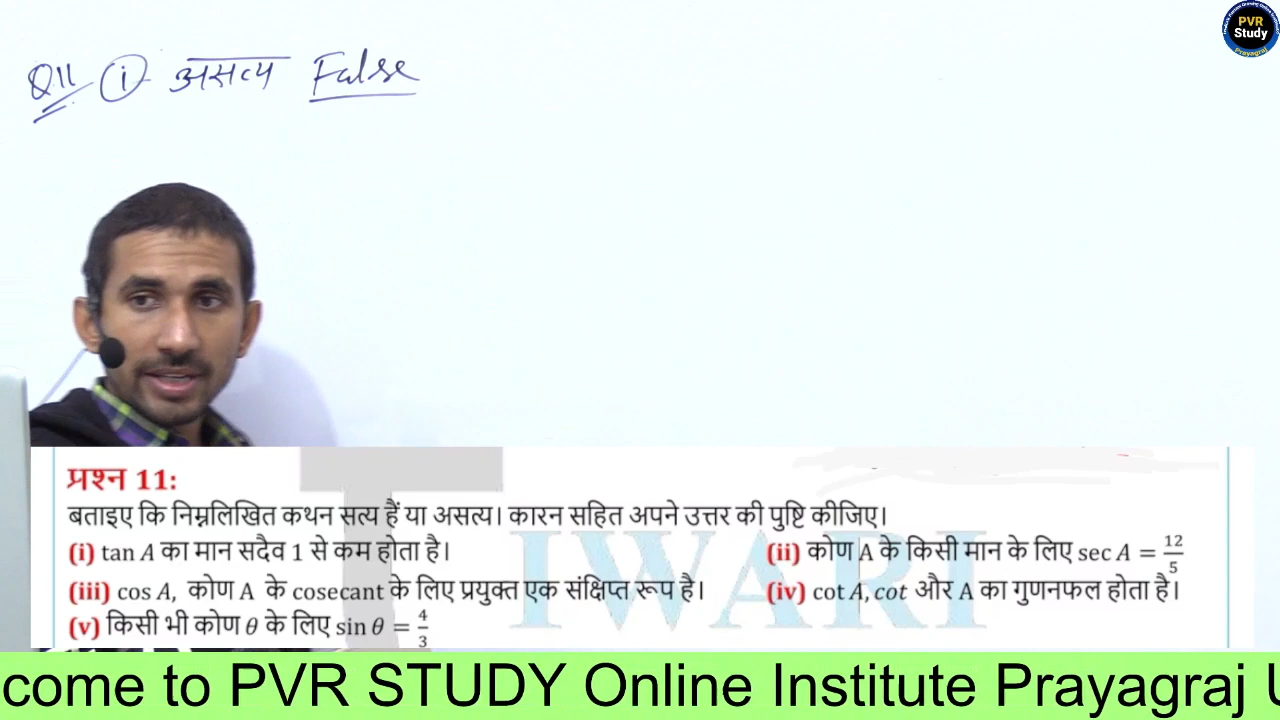 PVR
Study
Prayagraj
Q11 (i) असत्य False
TIWARI
प्रश्न 11:
बताइए कि निम्नलिखित कथन सत्य हैं या असत्य। कारन सहित अपने उत्तर की पुष्टि कीजिए।
(i) tan A का मान सदैव 1 से कम होता है। (ii) कोण A के किसी मान के लिए sec A = 12/5
(iii) cos A, कोण A के cosecant के लिए प्रयुक्त एक संक्षिप्त रूप है। (iv) cot A, cot और A का गुणनफल होता है।
(v) किसी भी कोण θ के लिए sin θ = 4/3
come to PVR STUDY Online Institute Prayagraj U